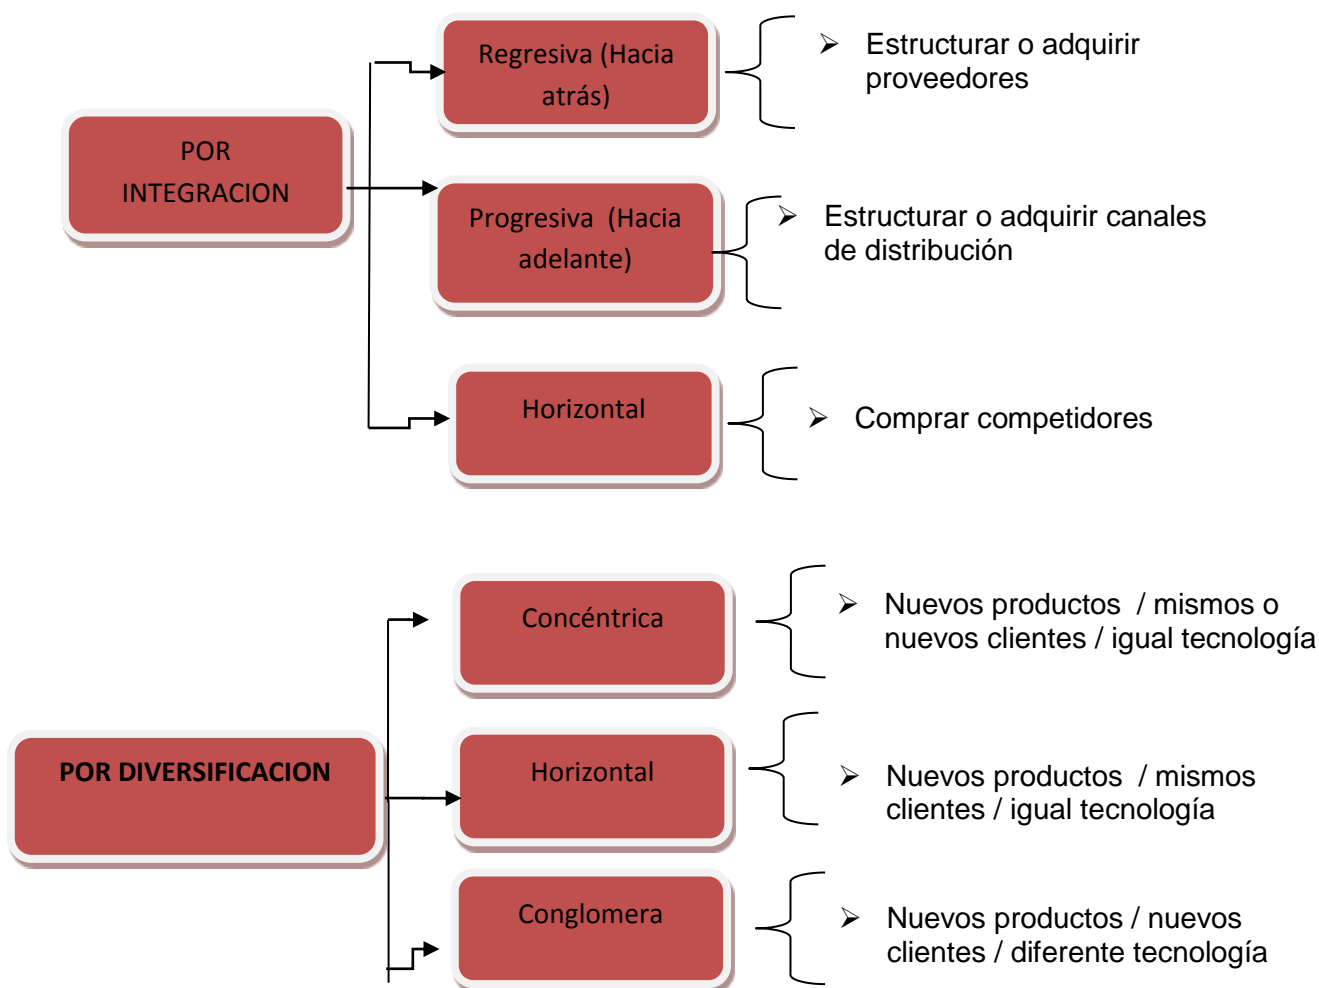 Regresiva (Hacia
atrás)
Estructurar o adquirir
proveedores
POR
INTEGRACION
Progresiva  (Hacia
adelante)
Estructurar o adquirir canales
de distribución
Horizontal
Comprar competidores
Concéntrica
Nuevos productos  / mismos o
nuevos clientes / igual tecnología
POR DIVERSIFICACION
Horizontal
Nuevos productos  / mismos
clientes / igual tecnología
Conglomera
Nuevos productos / nuevos
clientes / diferente tecnología